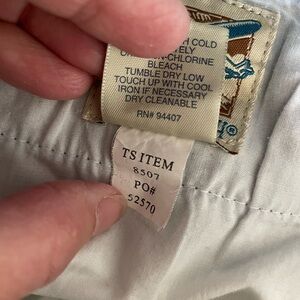 COLD
TUMBLE DRY LOW
BLEACH
TOUCH UP WITH COOL
IRON IF NECESSARY
DRY CLEANABLE
RN# 94407
TS ITEM
8507
PO#
52570